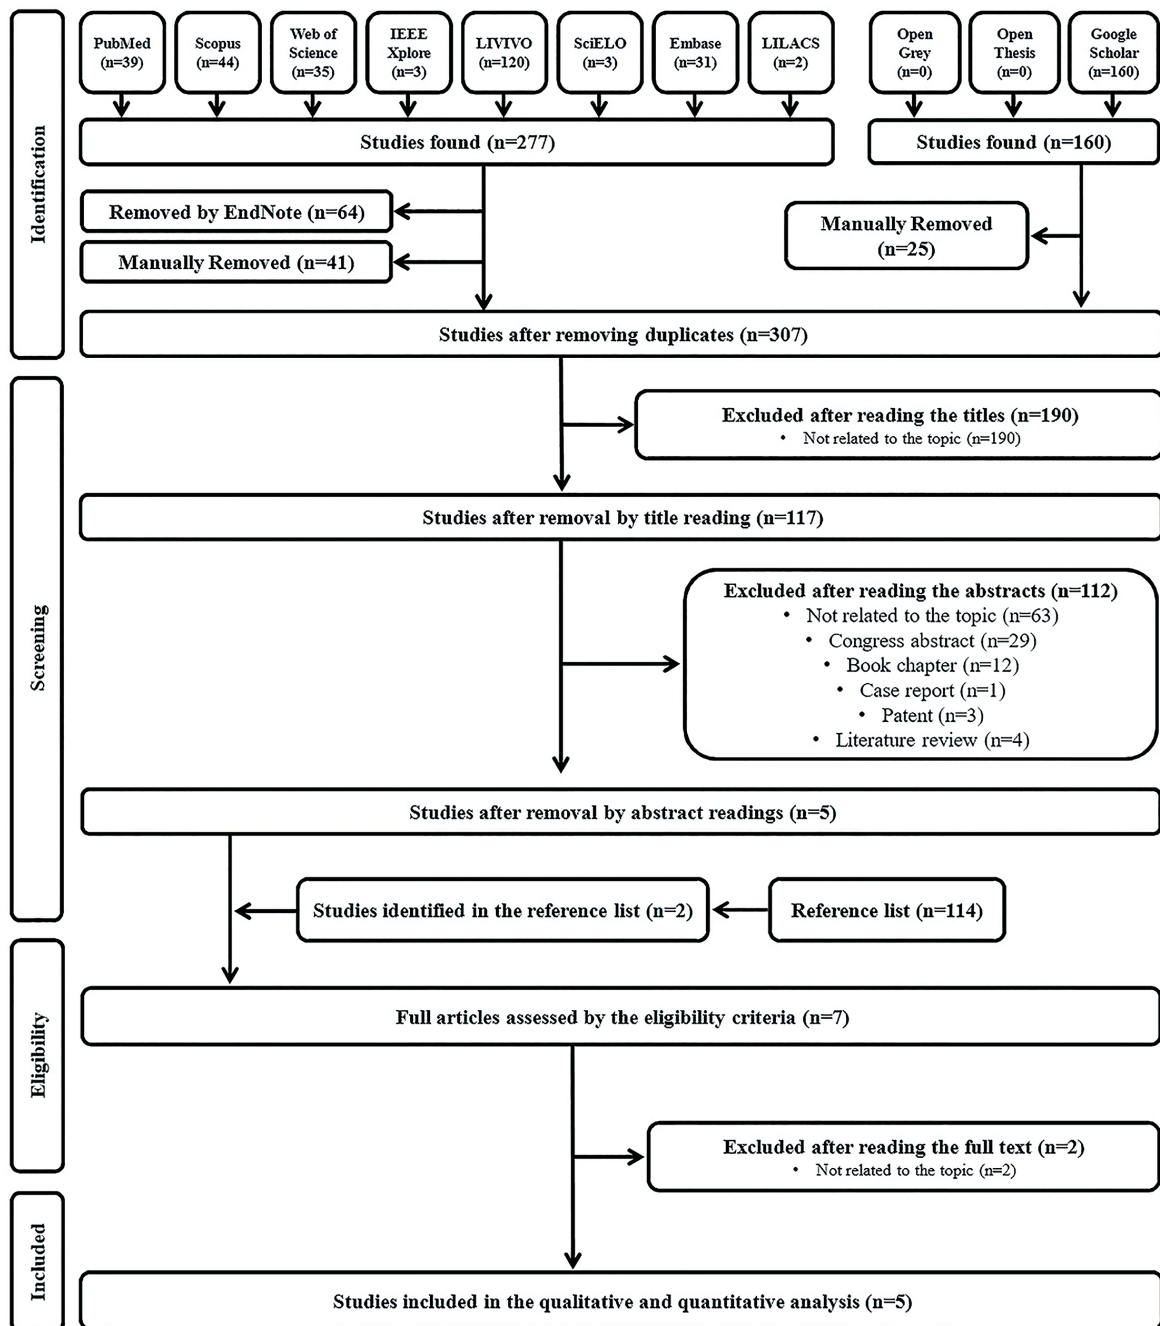 PubMed
(n=39)
Scopus
(n=44)
Web of
Science
(n=35)
IEEE
Xplore
(n=3)
LIVIVO
(n=120)
SciELO
(n=3)
Embase
(n=31)
LILACS
(n=2)
Open
Grey
(n=0)
Open
Thesis
(n=0)
Google
Scholar
(n=160)
Identification
Studies found (n=277)
Studies found (n=160)
Removed by EndNote (n=64)
Manually Removed (n=41)
Manually Removed
(n=25)
Studies after removing duplicates (n=307)
Screening
Excluded after reading the titles (n=190)
• Not related to the topic (n=190)
Studies after removal by title reading (n=117)
Excluded after reading the abstracts (n=112)
• Not related to the topic (n=63)
• Congress abstract (n=29)
• Book chapter (n=12)
• Case report (n=1)
• Patent (n=3)
• Literature review (n=4)
Studies after removal by abstract readings (n=5)
Studies identified in the reference list (n=2)
Reference list (n=114)
Eligibility
Full articles assessed by the eligibility criteria (n=7)
Excluded after reading the full text (n=2)
• Not related to the topic (n=2)
Included
Studies included in the qualitative and quantitative analysis (n=5)